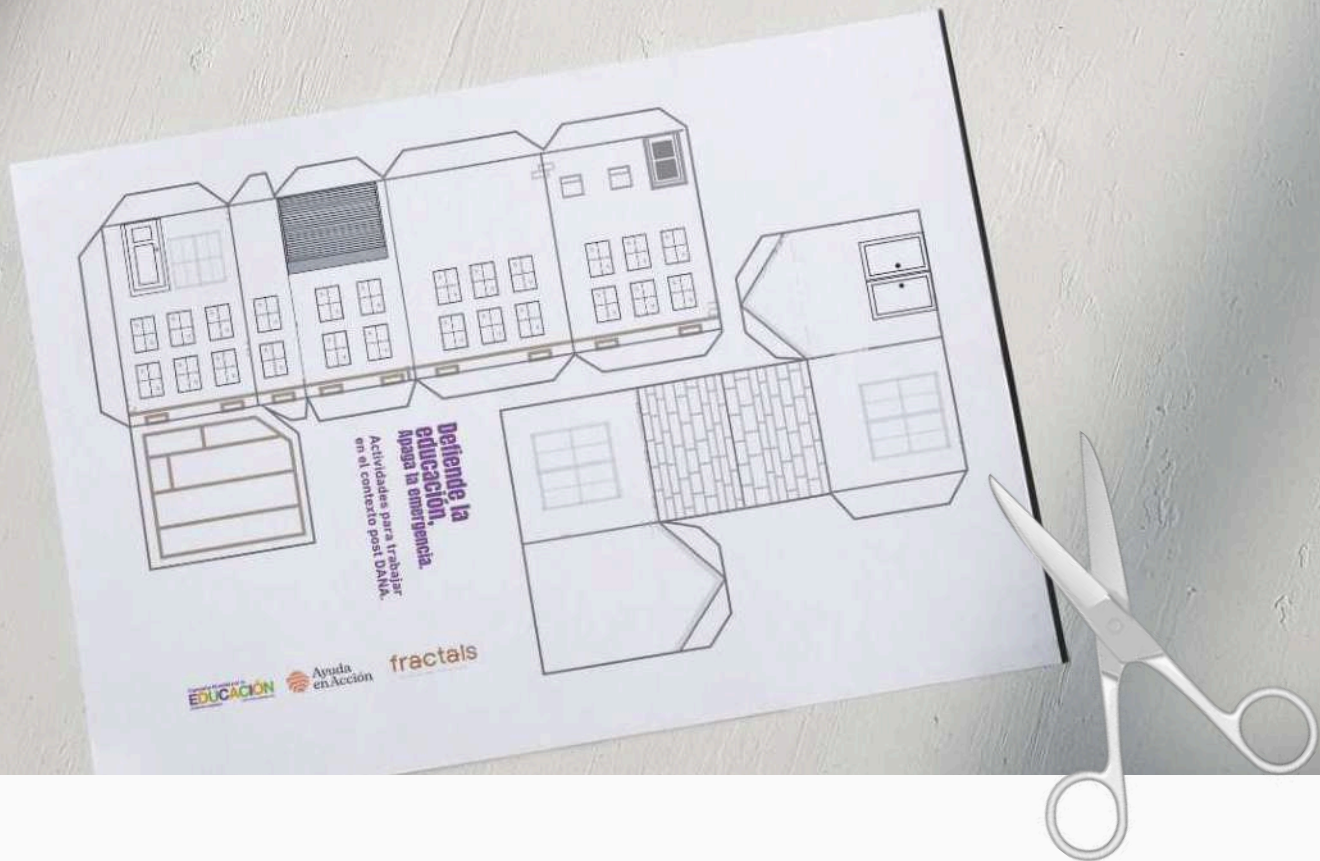 Defiende la
educación,
Apaga la emergencia.
Actividades para trabajar
en el contexto post DANA.
EDUCACIÓN
Ayuda
en Acción
fractals